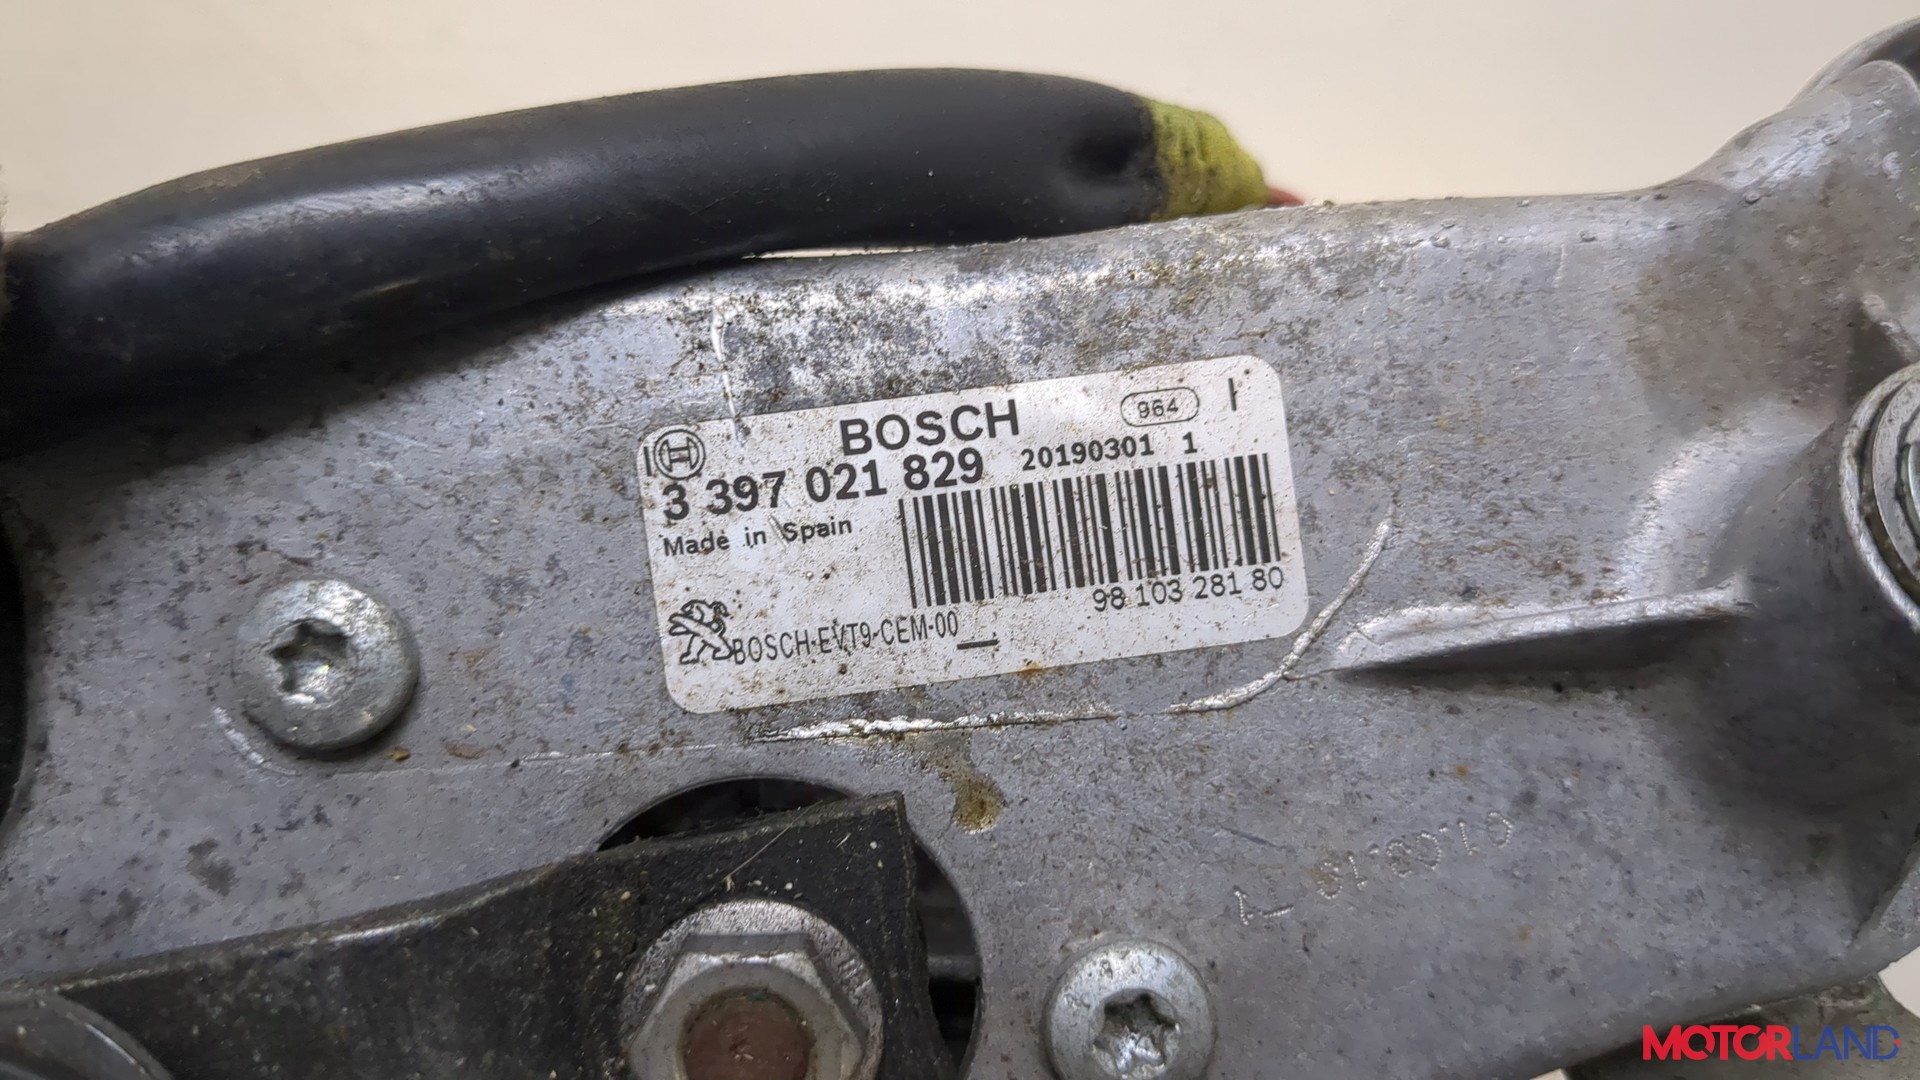 BOSCH 964
3 397 021 829 20190301 1
Made in Spain
98 103 281 80
BOSCH-EVT9-CEM-00
MOTORLAND